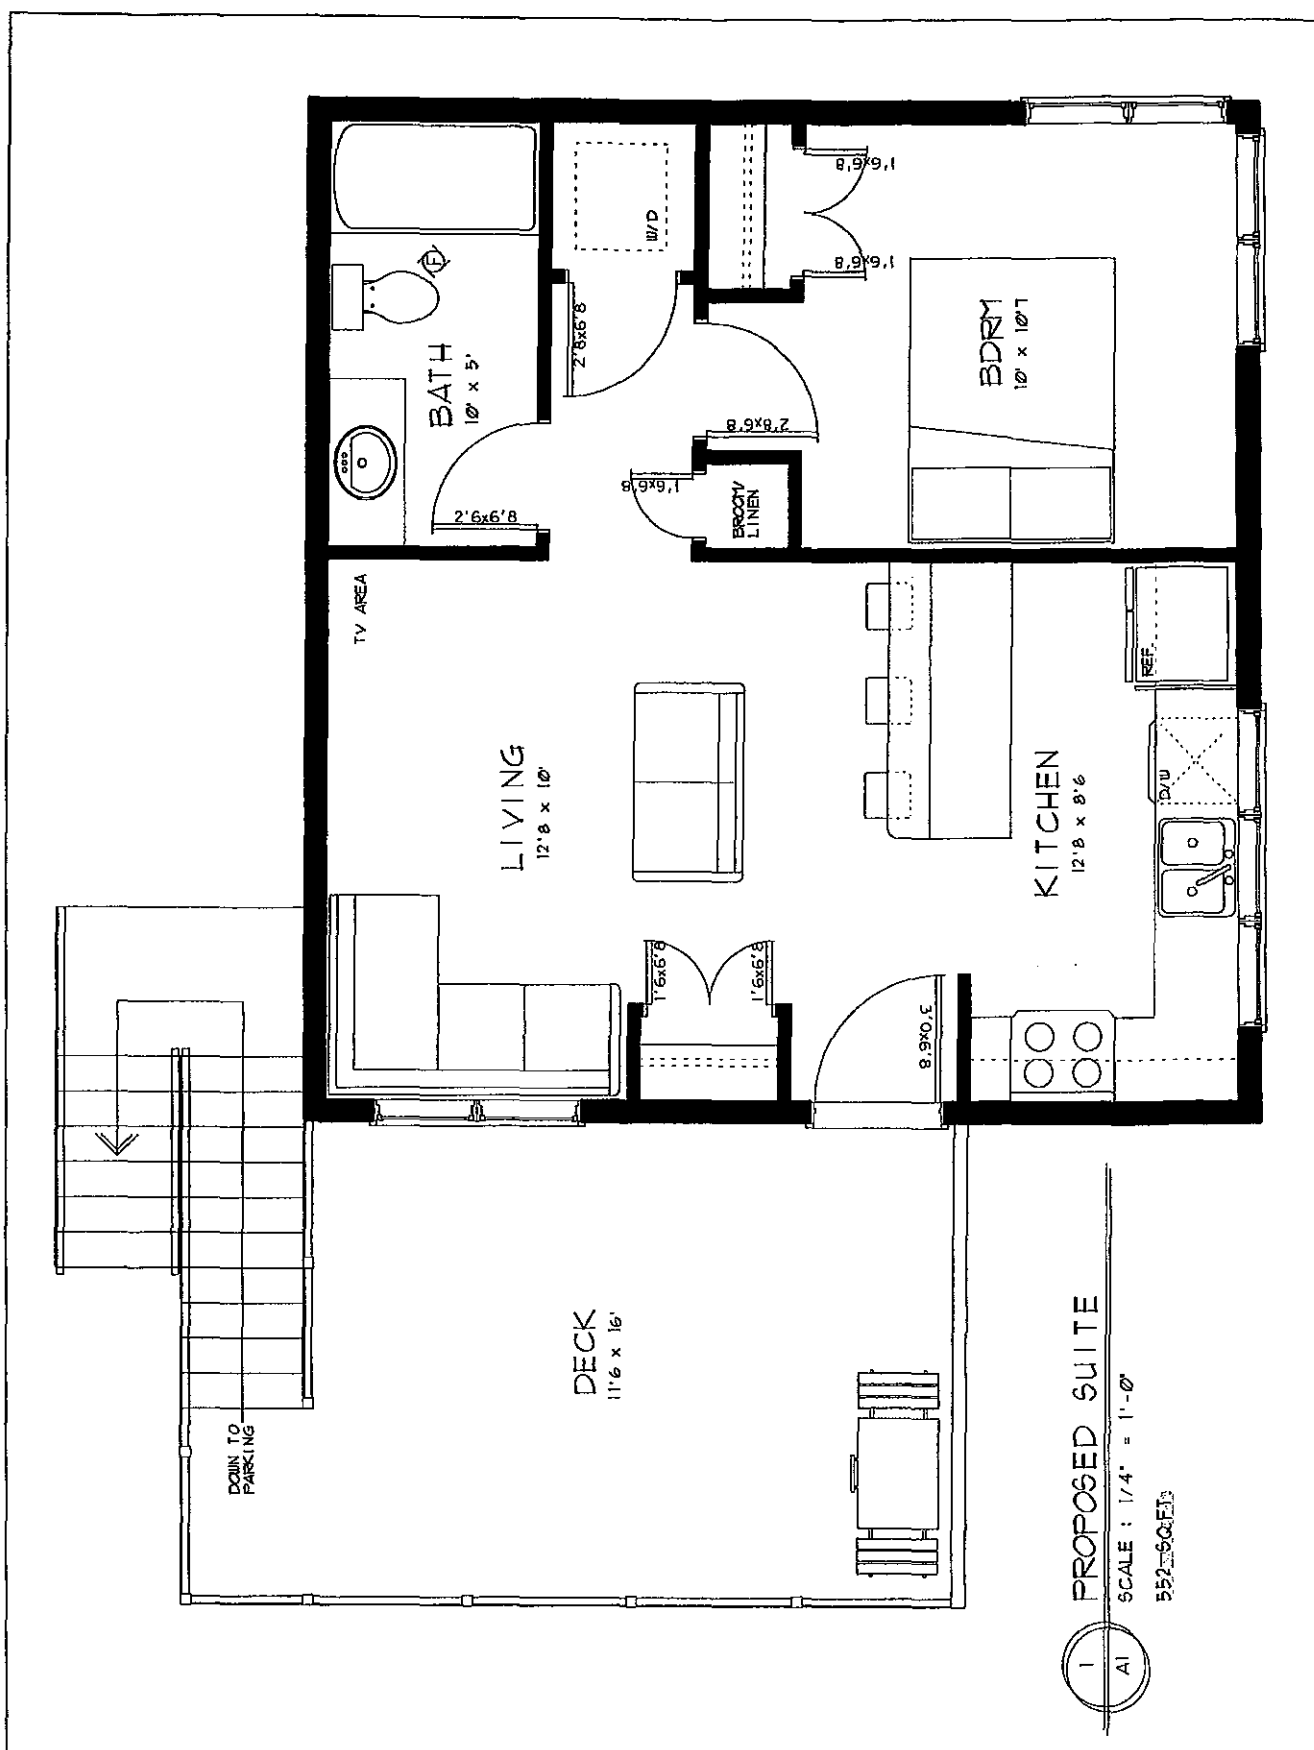 BATH
10' x 5'
F
2'6x6'8
2'8x6'8
W/D
1'6x6'8
1'6x6'8
2'8x6'8
1'6x6'8
BROOM/
LINEN
BDRM
10' x 10'7
TV AREA
LIVING
12'8 x 10'
1'6x6'8
1'6x6'8
3'0x6'8
KITCHEN
12'8 x 8'6
REF.
D/W
DOWN TO
PARKING
DECK
11'6 x 16'
1
A1
PROPOSED SUITE
SCALE : 1/4" = 1'-0"
552 SQ.FT.